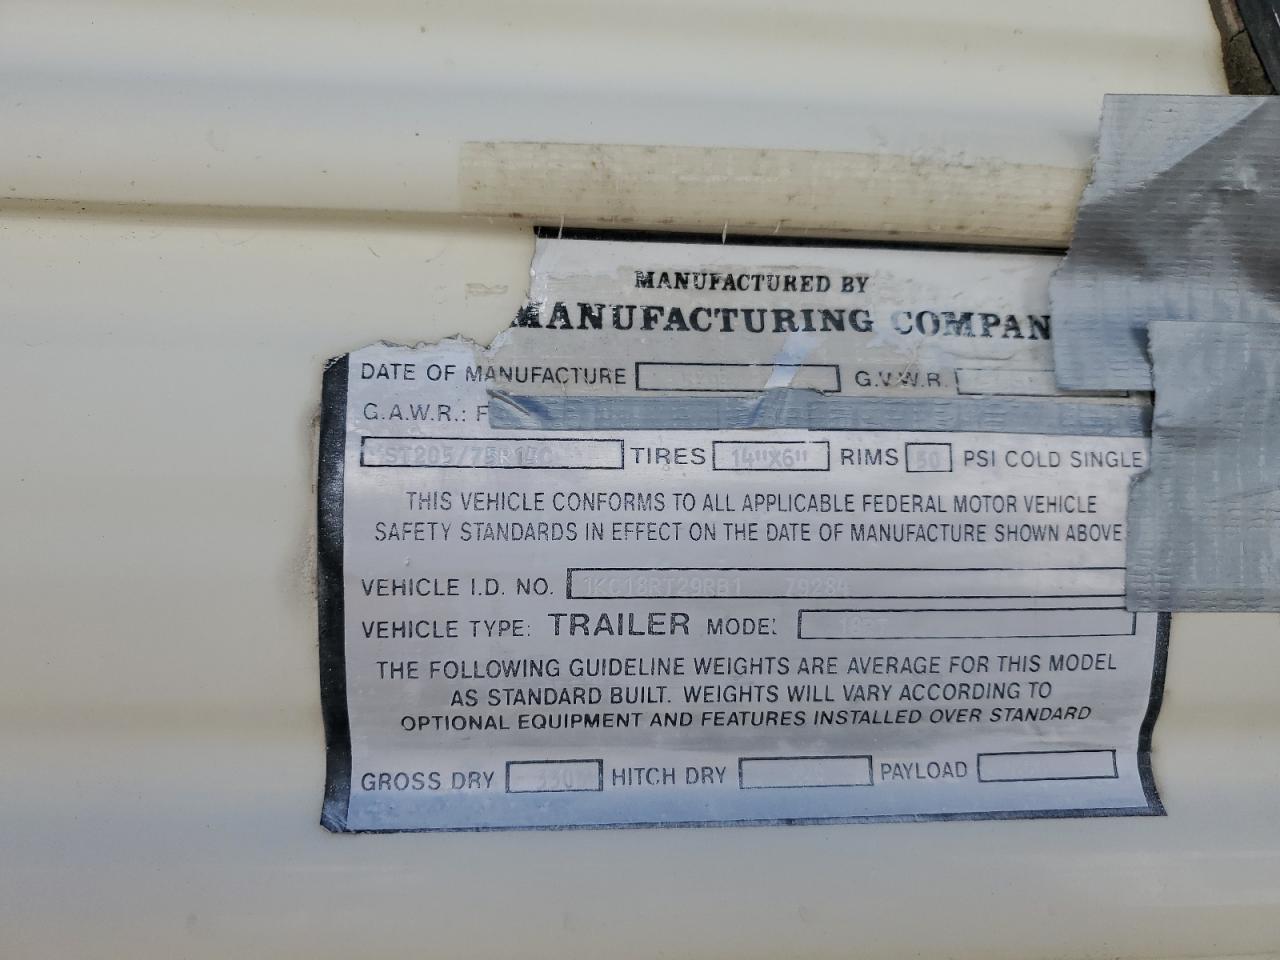 MANUFACTURED BY
MANUFACTURING COMPAN
DATE OF MANUFACTURE G.V.W.R.
G.A.W.R.: F
ST205/75R14C TIRES 14"X6" RIMS 50 PSI COLD SINGLE
THIS VEHICLE CONFORMS TO ALL APPLICABLE FEDERAL MOTOR VEHICLE
SAFETY STANDARDS IN EFFECT ON THE DATE OF MANUFACTURE SHOWN ABOVE
VEHICLE I.D. NO.
VEHICLE TYPE: TRAILER MODEL
THE FOLLOWING GUIDELINE WEIGHTS ARE AVERAGE FOR THIS MODEL
AS STANDARD BUILT. WEIGHTS WILL VARY ACCORDING TO
OPTIONAL EQUIPMENT AND FEATURES INSTALLED OVER STANDARD
GROSS DRY HITCH DRY PAYLOAD